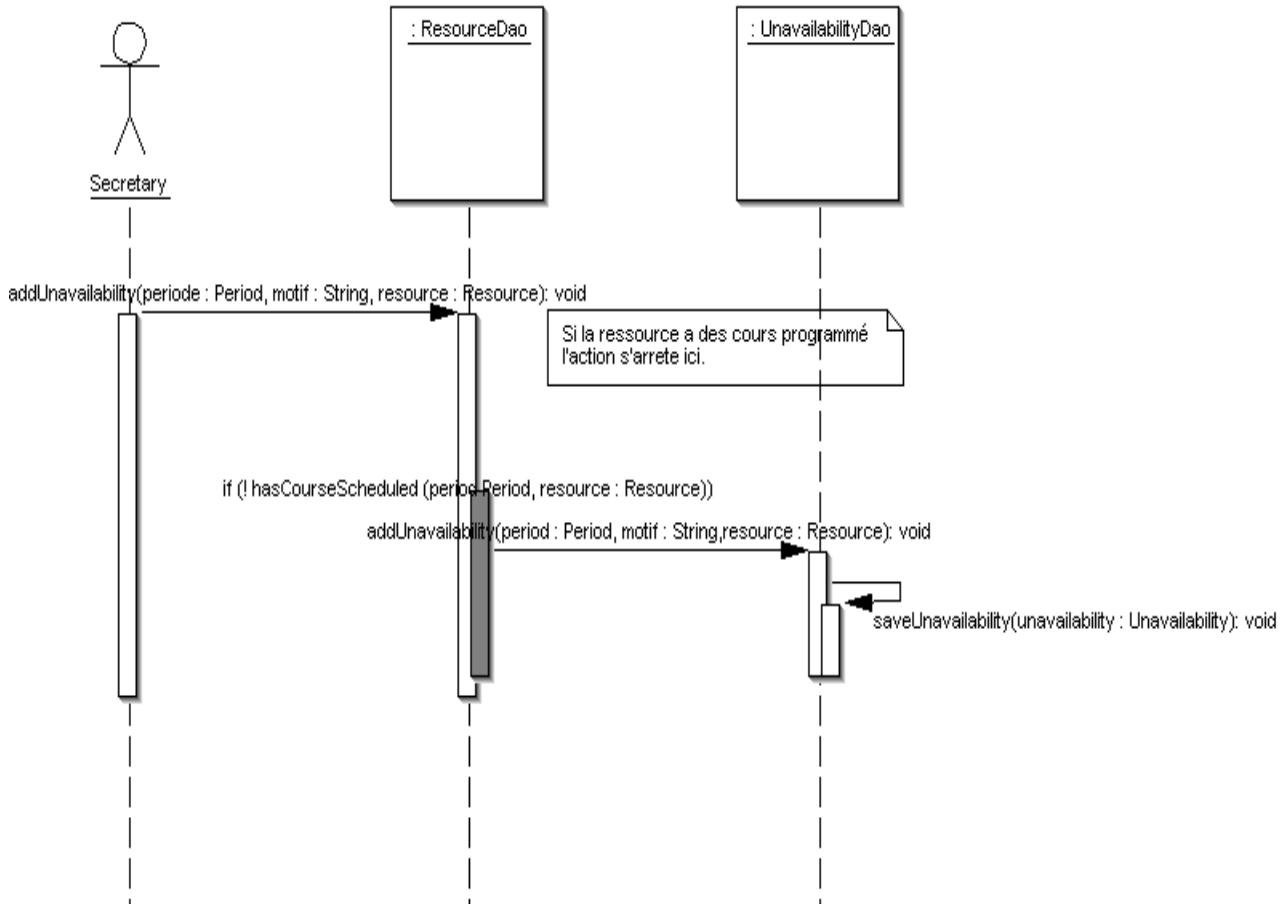 : ResourceDao
: UnavailabilityDao
Secretary
addUnavailability(periode : Period, motif : String, resource : Resource): void
Si la ressource a des cours programmé
l'action s'arrete ici.
if (! hasCourseScheduled (period Period, resource : Resource))
addUnavailability(period : Period, motif : String,resource : Resource): void
saveUnavailability(unavailability : Unavailability): void